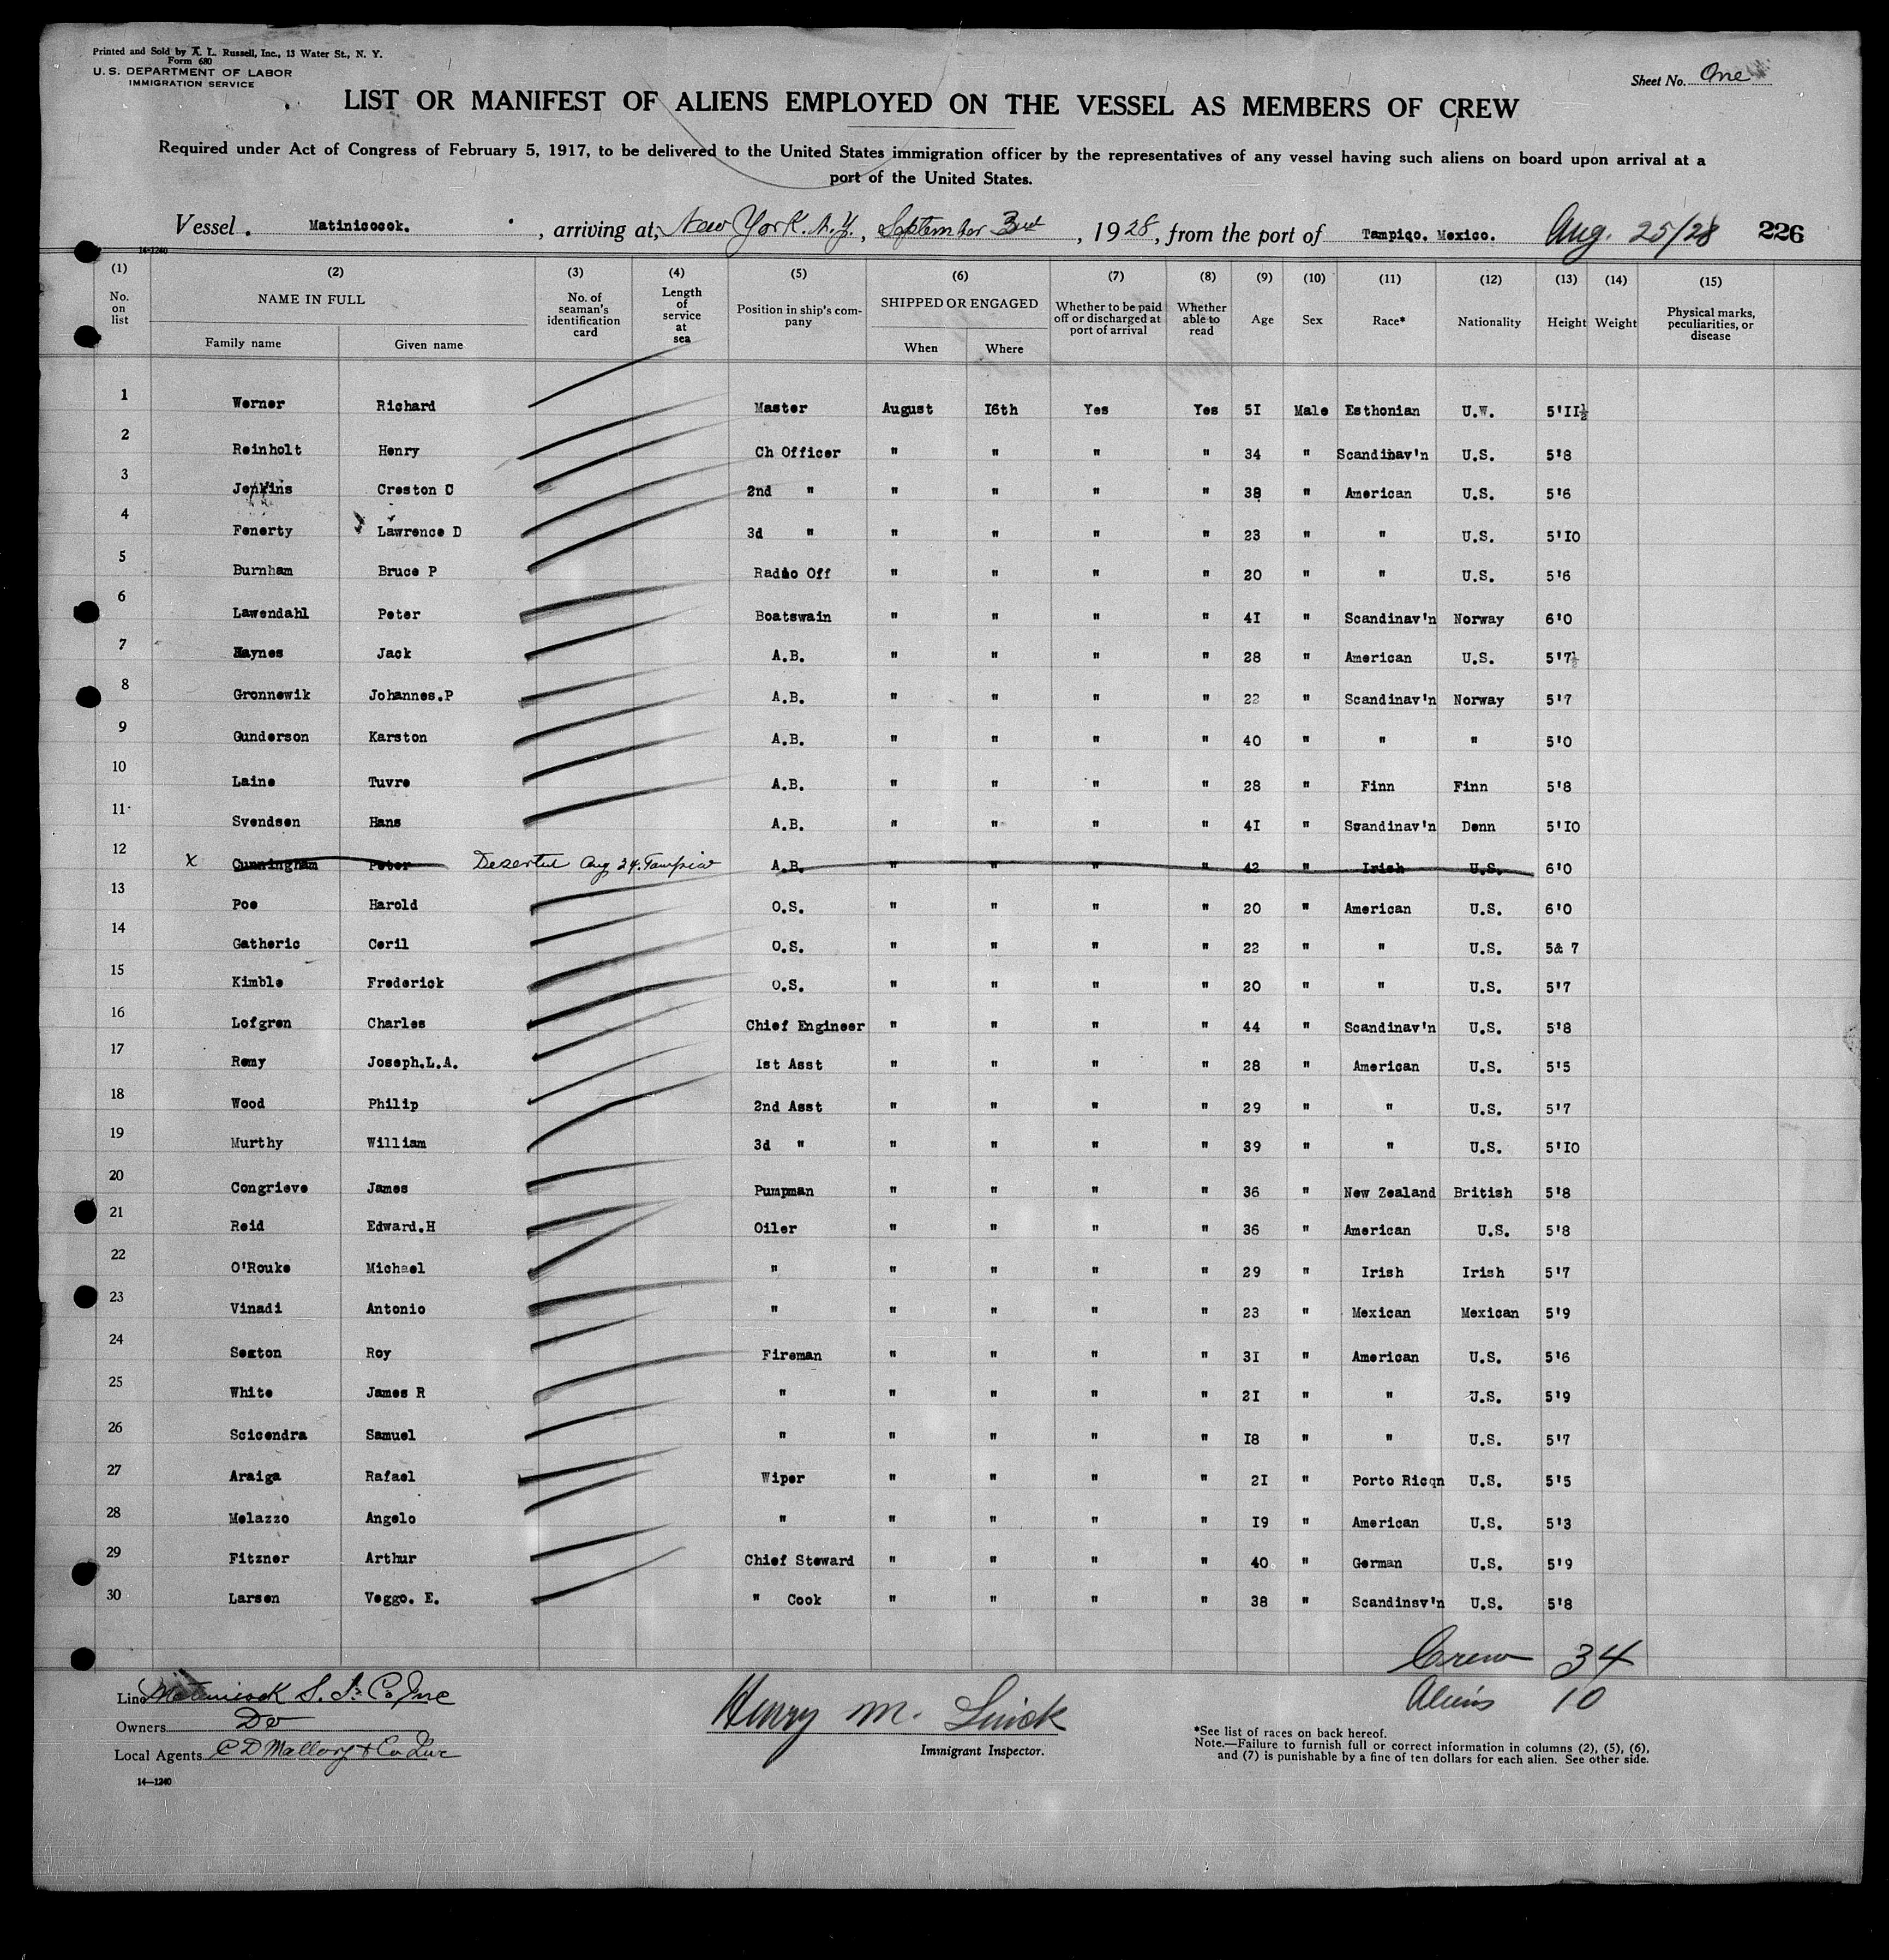 Printed and Sold by A. L. Russell, Inc., 13 Water St., N. Y.
Form 680
U. S. DEPARTMENT OF LABOR
IMMIGRATION SERVICE
Sheet No. One
LIST OR MANIFEST OF ALIENS EMPLOYED ON THE VESSEL AS MEMBERS OF CREW
Required under Act of Congress of February 5, 1917, to be delivered to the United States immigration officer by the representatives of any vessel having such aliens on board upon arrival at a
port of the United States.
Vessel Matinicock. , arriving at New York. N.Y., September 3rd , 1928, from the port of Tampiqo, Mexico. Aug. 25/28 226
14-1240
(1) (2) (3) (4) (5) (6) (7) (8) (9) (10) (11) (12) (13) (14) (15)
No. on list NAME IN FULL No. of seaman's identification card Length of service at sea Position in ship's company SHIPPED OR ENGAGED Whether to be paid off or discharged at port of arrival Whether able to read Age Sex Race* Nationality Height Weight Physical marks, peculiarities, or disease
Family name Given name When Where
1 Werner Richard Master August 16th Yes Yes 51 Male Esthonian U.W. 5'11½
2 Reinholt Henry Ch Officer " " " " 34 " Scandinav'n U.S. 5'8
3 Jenkins Creston C 2nd " " " " " 38 " American U.S. 5'6
4 Fenerty Lawrence D 3d " " " " " 23 " " U.S. 5'10
5 Burnham Bruce P Radio Off " " " " 20 " " U.S. 5'6
6 Lawendahl Peter Boatswain " " " " 41 " Scandinav'n Norway 6'0
7 Haynes Jack A.B. " " " " 28 " American U.S. 5'7½
8 Gronnewik Johannes.P A.B. " " " " 22 " Scandinav'n Norway 5'7
9 Gunderson Karston A.B. " " " " 40 " " " 5'0
10 Laine Tuvre A.B. " " " " 28 " Finn Finn 5'8
11 Svendsen Hans A.B. " " " " 41 " Scandinav'n Denn 5'10
12 x Cunningham Peter Deserted Aug 24. Tampico A.B. " " " " 42 " Irish U.S. 6'0
13 Poe Harold O.S. " " " " 20 " American U.S. 6'0
14 Gatheric Ceril O.S. " " " " 22 " " U.S. 5& 7
15 Kimble Frederick O.S. " " " " 20 " " U.S. 5'7
16 Lofgren Charles Chief Engineer " " " " 44 " Scandinav'n U.S. 5'8
17 Remy Joseph.L.A. 1st Asst " " " " 28 " American U.S. 5'5
18 Wood Philip 2nd Asst " " " " 29 " " U.S. 5'7
19 Murthy William 3d " " " " " 39 " " U.S. 5'10
20 Congrieve James Pumpman " " " " 36 " New Zealand British 5'8
21 Reid Edward.H Oiler " " " " 36 " American U.S. 5'8
22 O'Rouke Michael " " " " " 29 " Irish Irish 5'7
23 Vinadi Antonio " " " " " 23 " Mexican Mexican 5'9
24 Sexton Roy Fireman " " " " 31 " American U.S. 5'6
25 White James R " " " " " 21 " " U.S. 5'9
26 Scicendra Samuel " " " " " 18 " " U.S. 5'7
27 Araiga Rafael Wiper " " " " 21 " Porto Ricqn U.S. 5'5
28 Melazzo Angelo " " " " " 19 " American U.S. 5'3
29 Fitzner Arthur Chief Steward " " " " 40 " German U.S. 5'9
30 Larsen Veggo. E. " Cook " " " " 38 " Scandinsv'n U.S. 5'8
Crew 34
Aliens 10
Line Matinicock S. S. Co Inc
Owners Do
Local Agents C D Mallory & Co Inc
Henry M.
Immigrant Inspector.
*See list of races on back hereof.
Note.—Failure to furnish full or correct information in columns (2), (5), (6),
and (7) is punishable by a fine of ten dollars for each alien. See other side.
14—1240